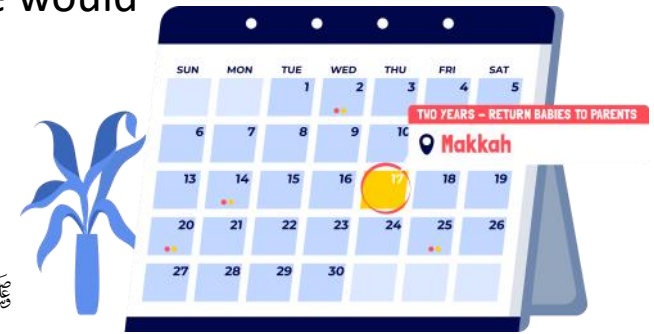 would
SUN MON TUE WED THU FRI SAT
1 2 3 4 5
TWO YEARS – RETURN BABIES TO PARENTS
Makkah
6 7 8 9 10
13 14 15 16 17 18 19
20 21 22 23 24 25 26
27 28 29 30